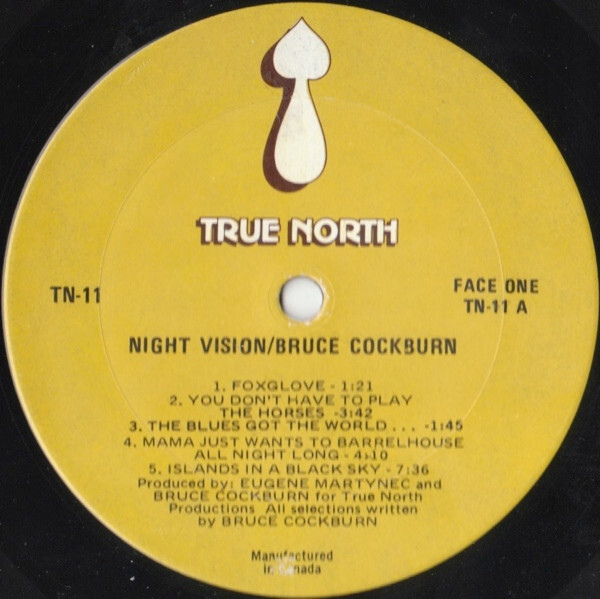 TRUE NORTH
TN-11
FACE ONE
TN-11 A
NIGHT VISION/BRUCE COCKBURN
1. FOXGLOVE - 1:21
2. YOU DON'T HAVE TO PLAY
THE HORSES -3:42
3. THE BLUES GOT THE WORLD . . . -1:45
4. MAMA JUST WANTS TO BARRELHOUSE
ALL NIGHT LONG - 4:10
5. ISLANDS IN A BLACK SKY - 7:36
Produced by: EUGENE MARTYNEC and
BRUCE COCKBURN for True North
Productions All selections written
by BRUCE COCKBURN
Manufactured
in Canada